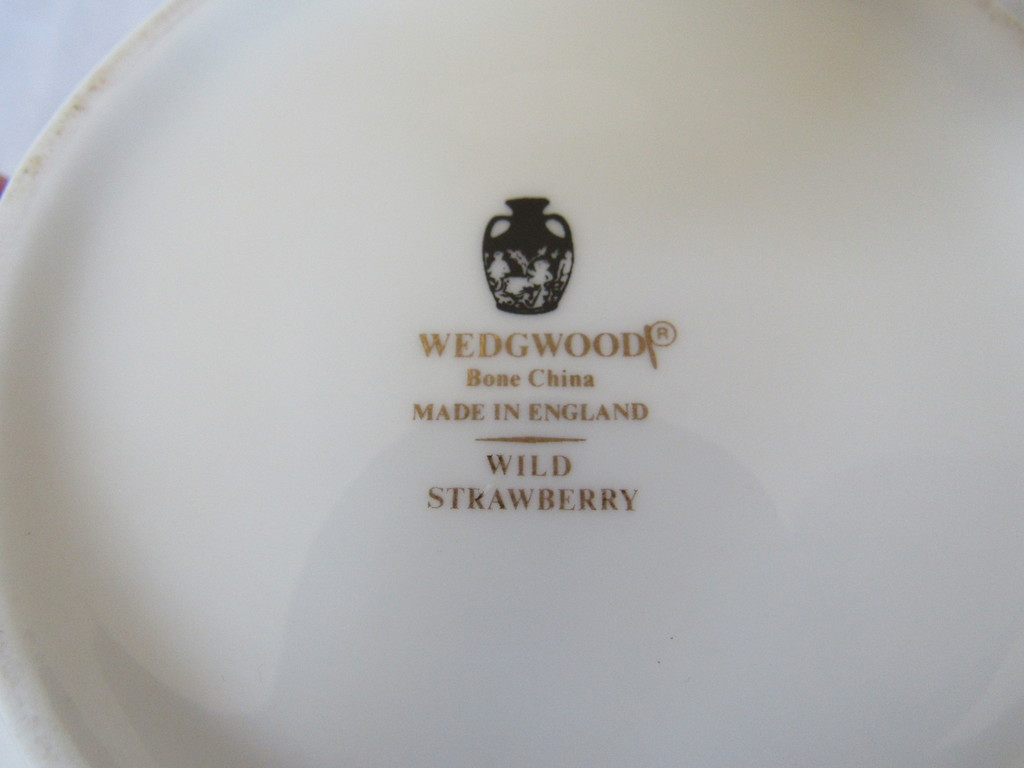 WEDGWOOD®
Bone China
MADE IN ENGLAND
WILD
STRAWBERRY